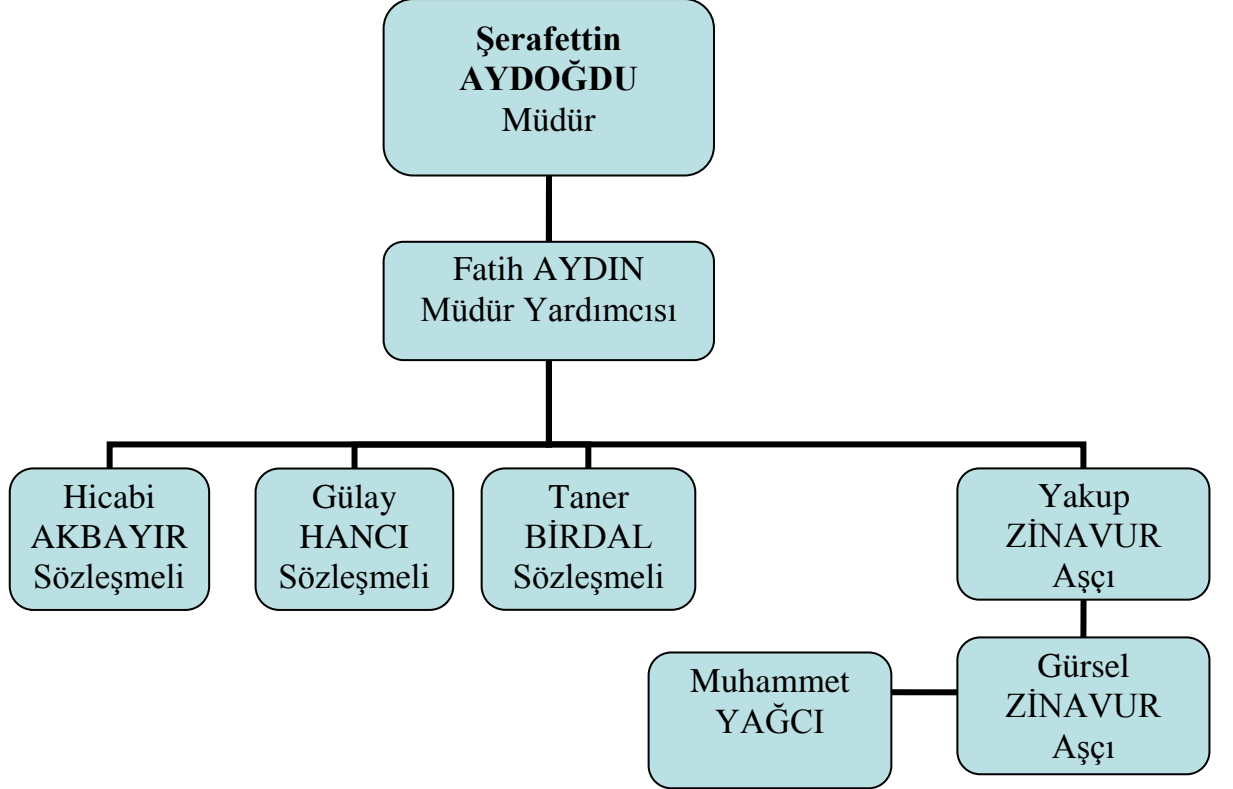 Şerafettin
AYDOĞDU
Müdür
Fatih AYDIN
Müdür Yardımcısı
Hicabi
AKBAYIR
Sözleşmeli
Gülay
HANCI
Sözleşmeli
Taner
BİRDAL
Sözleşmeli
Yakup
ZİNAVUR
Aşçı
Muhammet
YAĞCI
Gürsel
ZİNAVUR
Aşçı